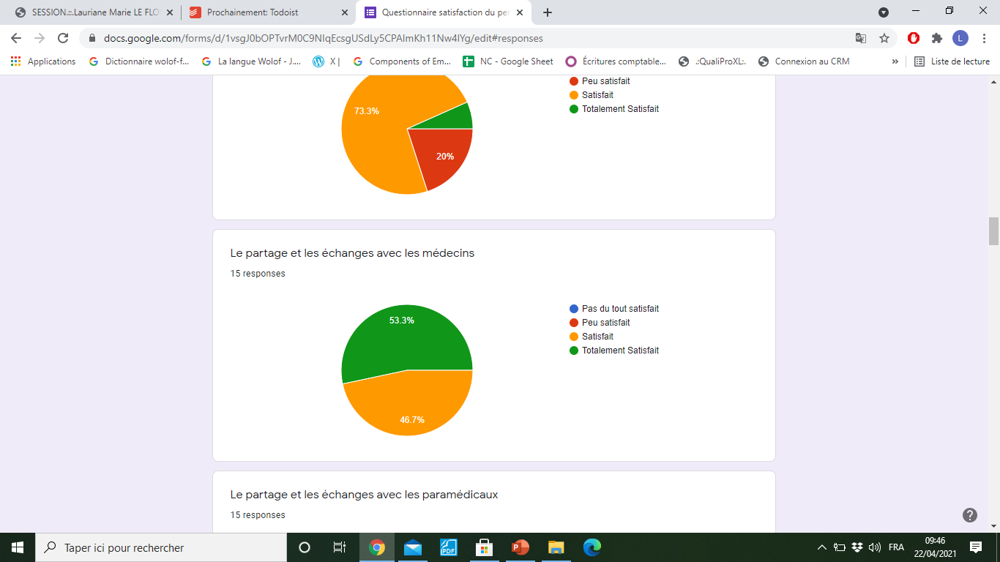 SESSION.::.Lauriane Marie LE FLO
Prochainement: Todoist
Questionnaire satisfaction du per
docs.google.com/forms/d/1vsgJ0bOPTvrM0C9NIqEcsgUSdLy5CPAlmKh11Nw4lYg/edit#responses
L
Applications
Dictionnaire wolof-f...
La langue Wolof - J....
X |
Components of Em...
NC - Google Sheet
Écritures comptable...
.:QualiProXL:.
Connexion au CRM
»
Liste de lecture
73.3%
20%
Peu satisfait
Satisfait
Totalement Satisfait
Le partage et les échanges avec les médecins
15 responses
53.3%
46.7%
Pas du tout satisfait
Peu satisfait
Satisfait
Totalement Satisfait
Le partage et les échanges avec les paramédicaux
15 responses
?
Taper ici pour rechercher
PDF
P
FRA
09:46
22/04/2021